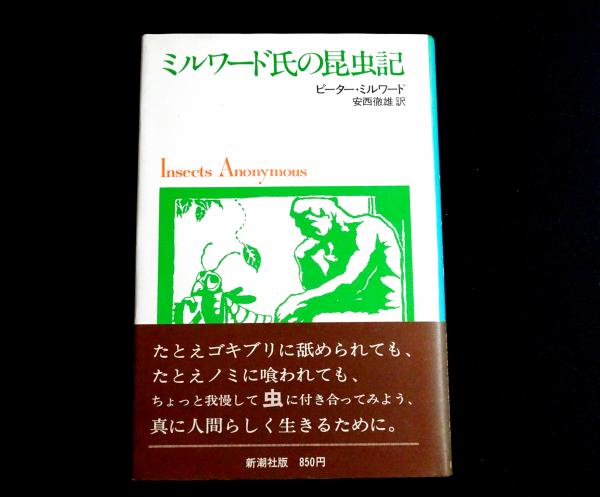 ミルワード氏の昆虫記
ピーター・ミルワード
安西徹雄 訳
Insects Anonymous
たとえゴキブリに舐められても、
たとえノミに喰われても、
ちょっと我慢して虫に付き合ってみよう、
真に人間らしく生きるために。
新潮社版 850円